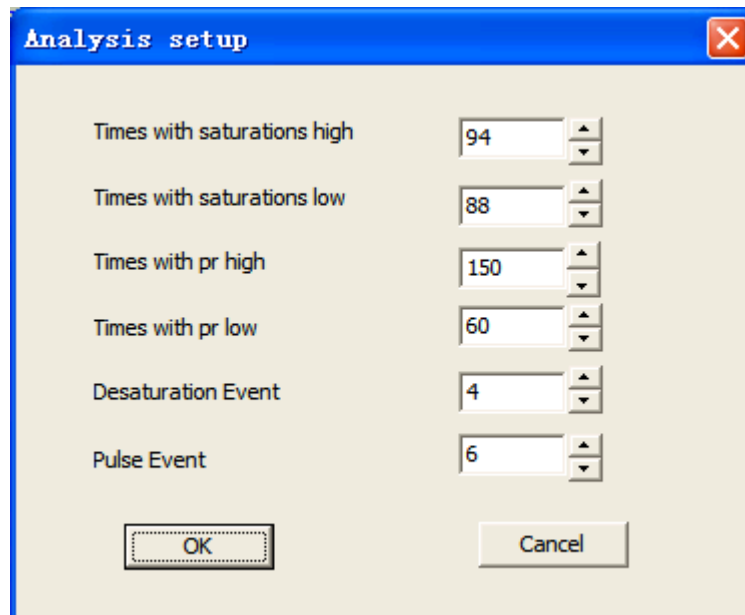 Analysis setup
Times with saturations high 94
Times with saturations low 88
Times with pr high 150
Times with pr low 60
Desaturation Event 4
Pulse Event 6
OK Cancel